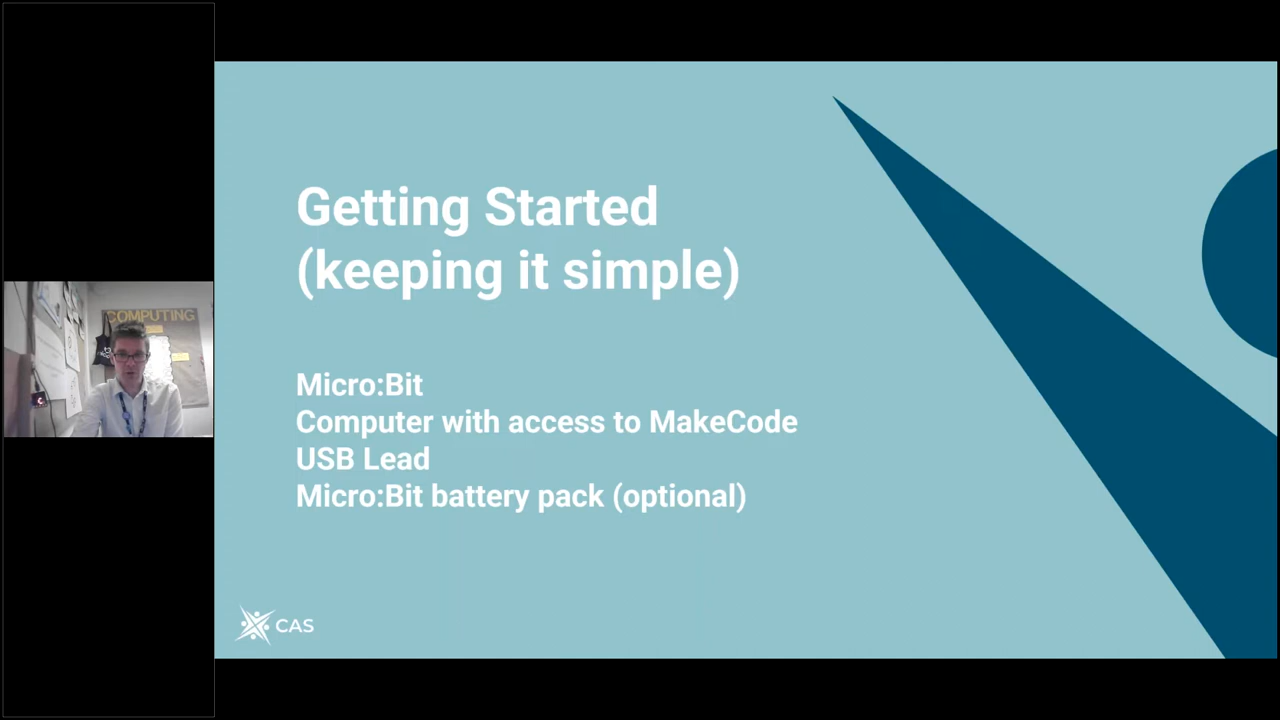 COMPUTING
Getting Started
(keeping it simple)
Micro:Bit
Computer with access to MakeCode
USB Lead
Micro:Bit battery pack (optional)
CAS